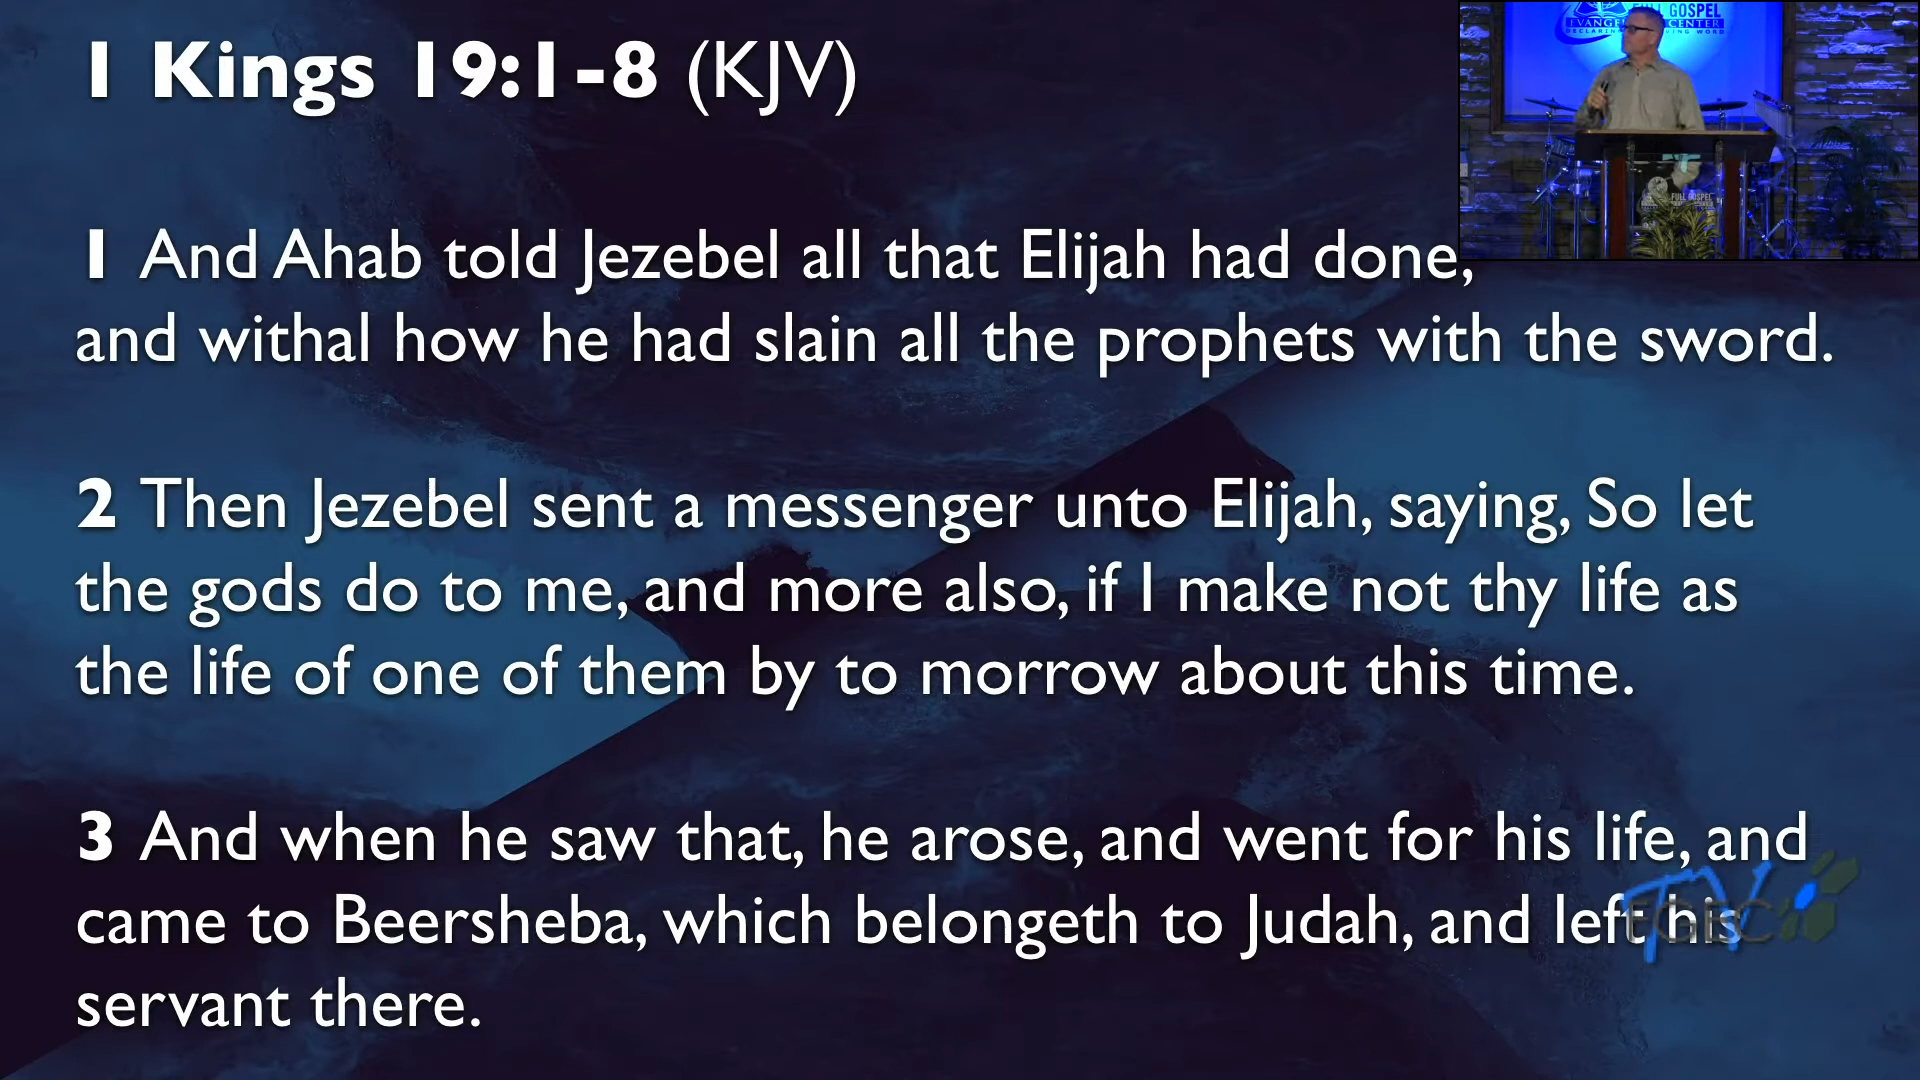 1 Kings 19:1-8 (KJV)
FULL GOSPEL
EVANGE CENTER
1 And Ahab told Jezebel all that Elijah had done,
and withal how he had slain all the prophets with the sword.
2 Then Jezebel sent a messenger unto Elijah, saying, So let
the gods do to me, and more also, if I make not thy life as
the life of one of them by to morrow about this time.
3 And when he saw that, he arose, and went for his life, and
came to Beersheba, which belongeth to Judah, and left his
servant there.
FGEC